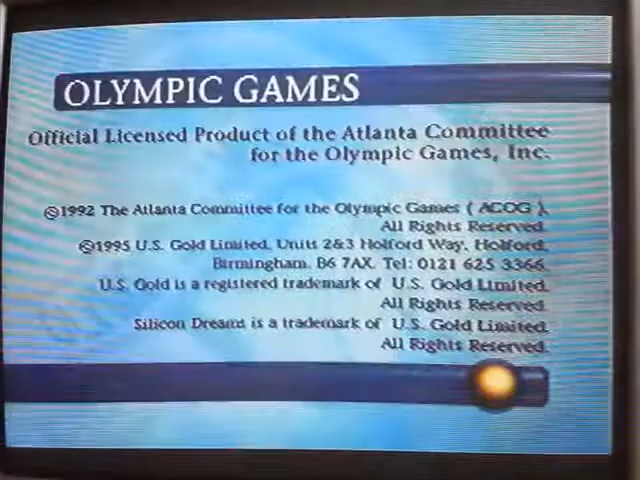 OLYMPIC GAMES
Official Licensed Product of the Atlanta Committee
for the Olympic Games, Inc.
©1992 The Atlanta Committee for the Olympic Games ( ACOG ).
All Rights Reserved.
©1995 U.S. Gold Limited, Units 2&3 Holford Way, Holford,
Birmingham. B6 7AX. Tel: 0121 625 3366.
U.S. Gold is a registered trademark of U.S. Gold Limited.
All Rights Reserved.
Silicon Dreams is a trademark of U.S. Gold Limited.
All Rights Reserved.